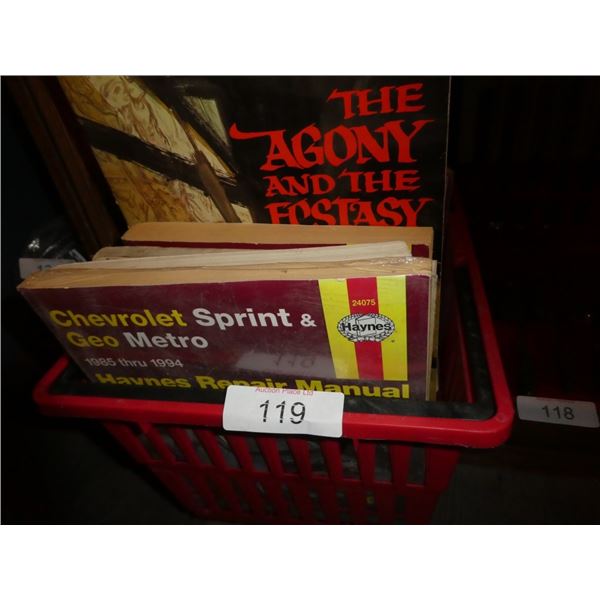 THE
AGONY
AND THE
ECSTASY
24075
Haynes
Chevrolet Sprint &
Geo Metro
1985 thru 1994
Haynes Repair Manual
Auction Place Ltd
119
118